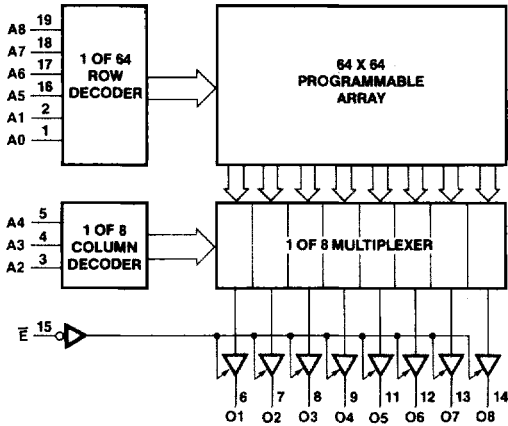 A8 19
A7 18
A6 17
A5 16
A1 2
A0 1
1 OF 64
ROW
DECODER
64 X 64
PROGRAMMABLE
ARRAY
A4 5
A3 4
A2 3
1 OF 8
COLUMN
DECODER
1 OF 8 MULTIPLEXER
E̅ 15
6 7 8 9 11 12 13 14
O1 O2 O3 O4 O5 O6 O7 O8